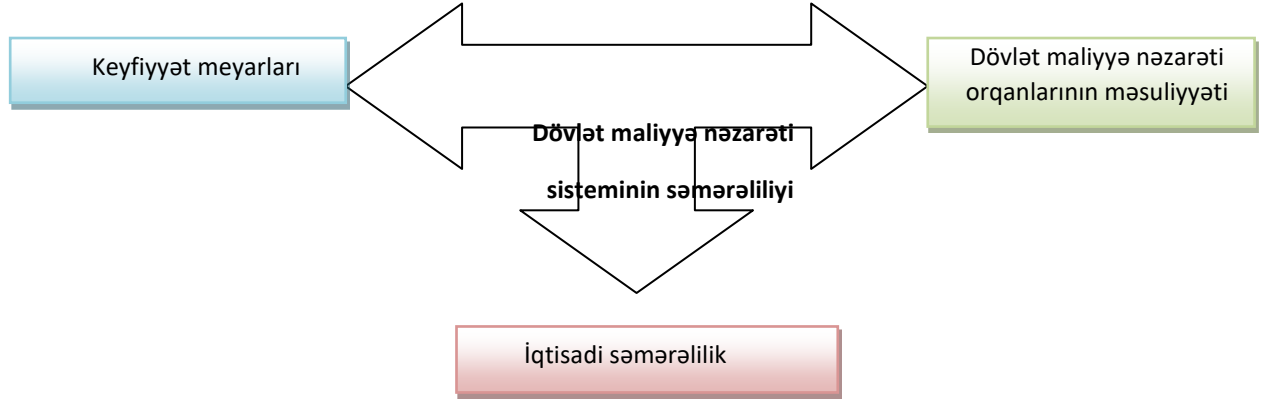 Keyfiyyət meyarları
Dövlət maliyyə nəzarəti
orqanlarının məsuliyyəti
Dövlət maliyyə nəzarəti
sisteminin səmərəliliyi
İqtisadi səmərəlilik